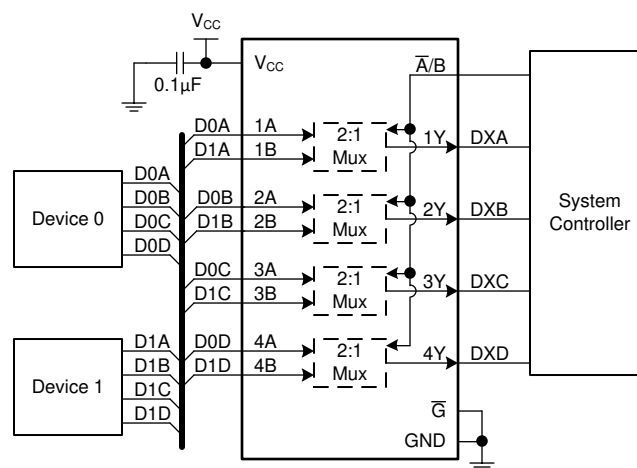 VCC
0.1µF
VCC
A̅/B
D0A 1A
D1A 1B
2:1
Mux
1Y DXA
D0B 2A
D1B 2B
2:1
Mux
2Y DXB
D0C 3A
D1C 3B
2:1
Mux
3Y DXC
D0D 4A
D1D 4B
2:1
Mux
4Y DXD
G̅
GND
Device 0
D0A
D0B
D0C
D0D
Device 1
D1A
D1B
D1C
D1D
System
Controller